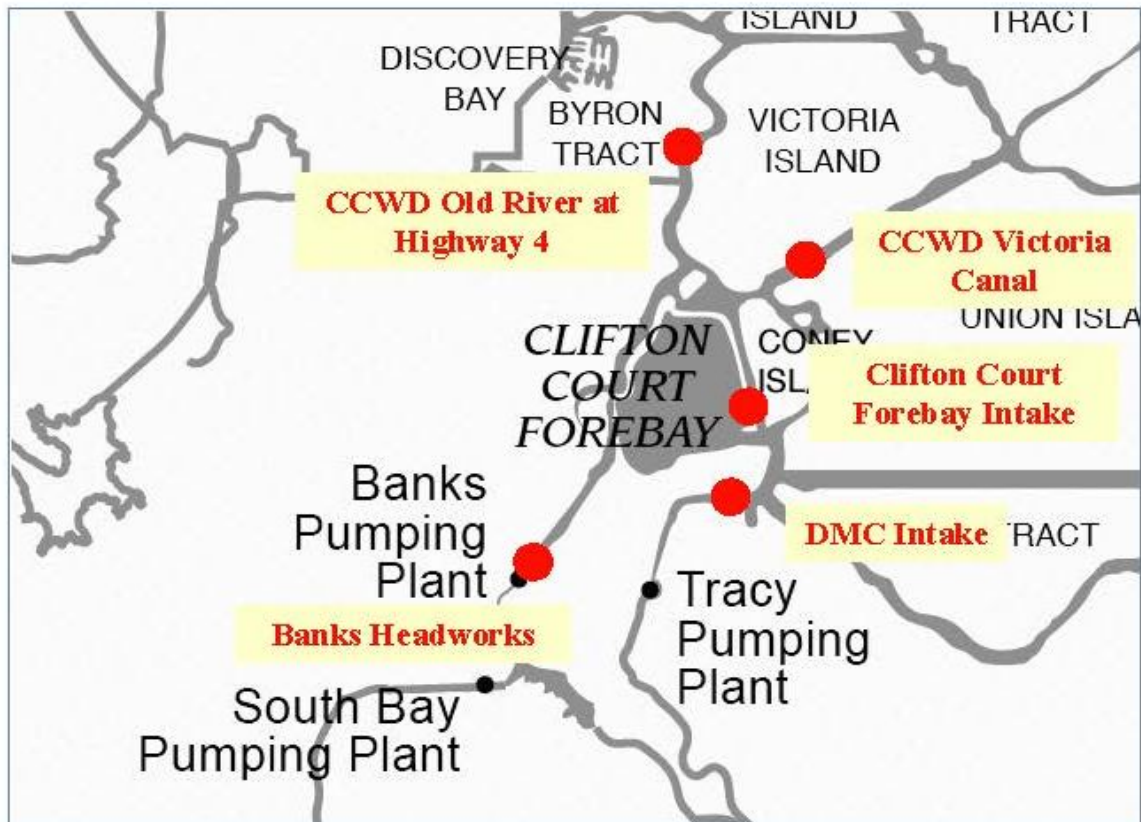 ISLAND
TRACT
DISCOVERY
BAY
BYRON
TRACT
VICTORIA
ISLAND
CCWD Old River at
Highway 4
CCWD Victoria
Canal
UNION ISLA
CLIFTON
COURT
FOREBAY
CONEY
ISL
Clifton Court
Forebay Intake
Banks
Pumping
Plant
DMC Intake
TRACT
Banks Headworks
Tracy
Pumping
Plant
South Bay
Pumping Plant